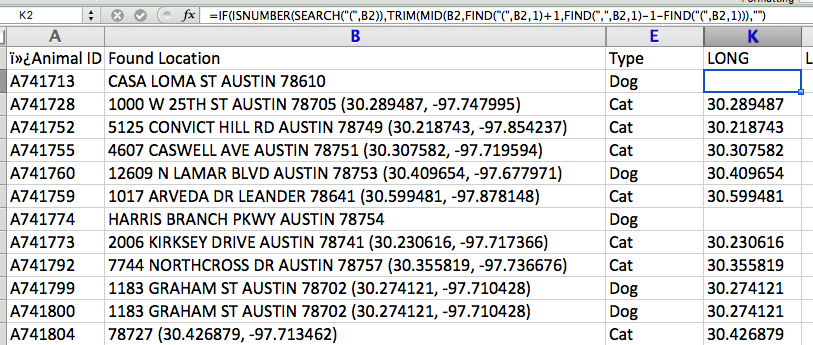 Formatting
K2 fx =IF(ISNUMBER(SEARCH("(",B2)),TRIM(MID(B2,FIND("(",B2,1)+1,FIND(",",B2,1)-1-FIND("(",B2,1))),"")
A B E K
ï»¿Animal ID Found Location Type LONG L
A741713 CASA LOMA ST AUSTIN 78610 Dog
A741728 1000 W 25TH ST AUSTIN 78705 (30.289487, -97.747995) Cat 30.289487
A741752 5125 CONVICT HILL RD AUSTIN 78749 (30.218743, -97.854237) Cat 30.218743
A741755 4607 CASWELL AVE AUSTIN 78751 (30.307582, -97.719594) Cat 30.307582
A741760 12609 N LAMAR BLVD AUSTIN 78753 (30.409654, -97.677971) Dog 30.409654
A741759 1017 ARVEDA DR LEANDER 78641 (30.599481, -97.878148) Cat 30.599481
A741774 HARRIS BRANCH PKWY AUSTIN 78754 Dog
A741773 2006 KIRKSEY DRIVE AUSTIN 78741 (30.230616, -97.717366) Cat 30.230616
A741792 7744 NORTHCROSS DR AUSTIN 78757 (30.355819, -97.736676) Cat 30.355819
A741799 1183 GRAHAM ST AUSTIN 78702 (30.274121, -97.710428) Dog 30.274121
A741800 1183 GRAHAM ST AUSTIN 78702 (30.274121, -97.710428) Dog 30.274121
A741804 78727 (30.426879, -97.713462) Cat 30.426879